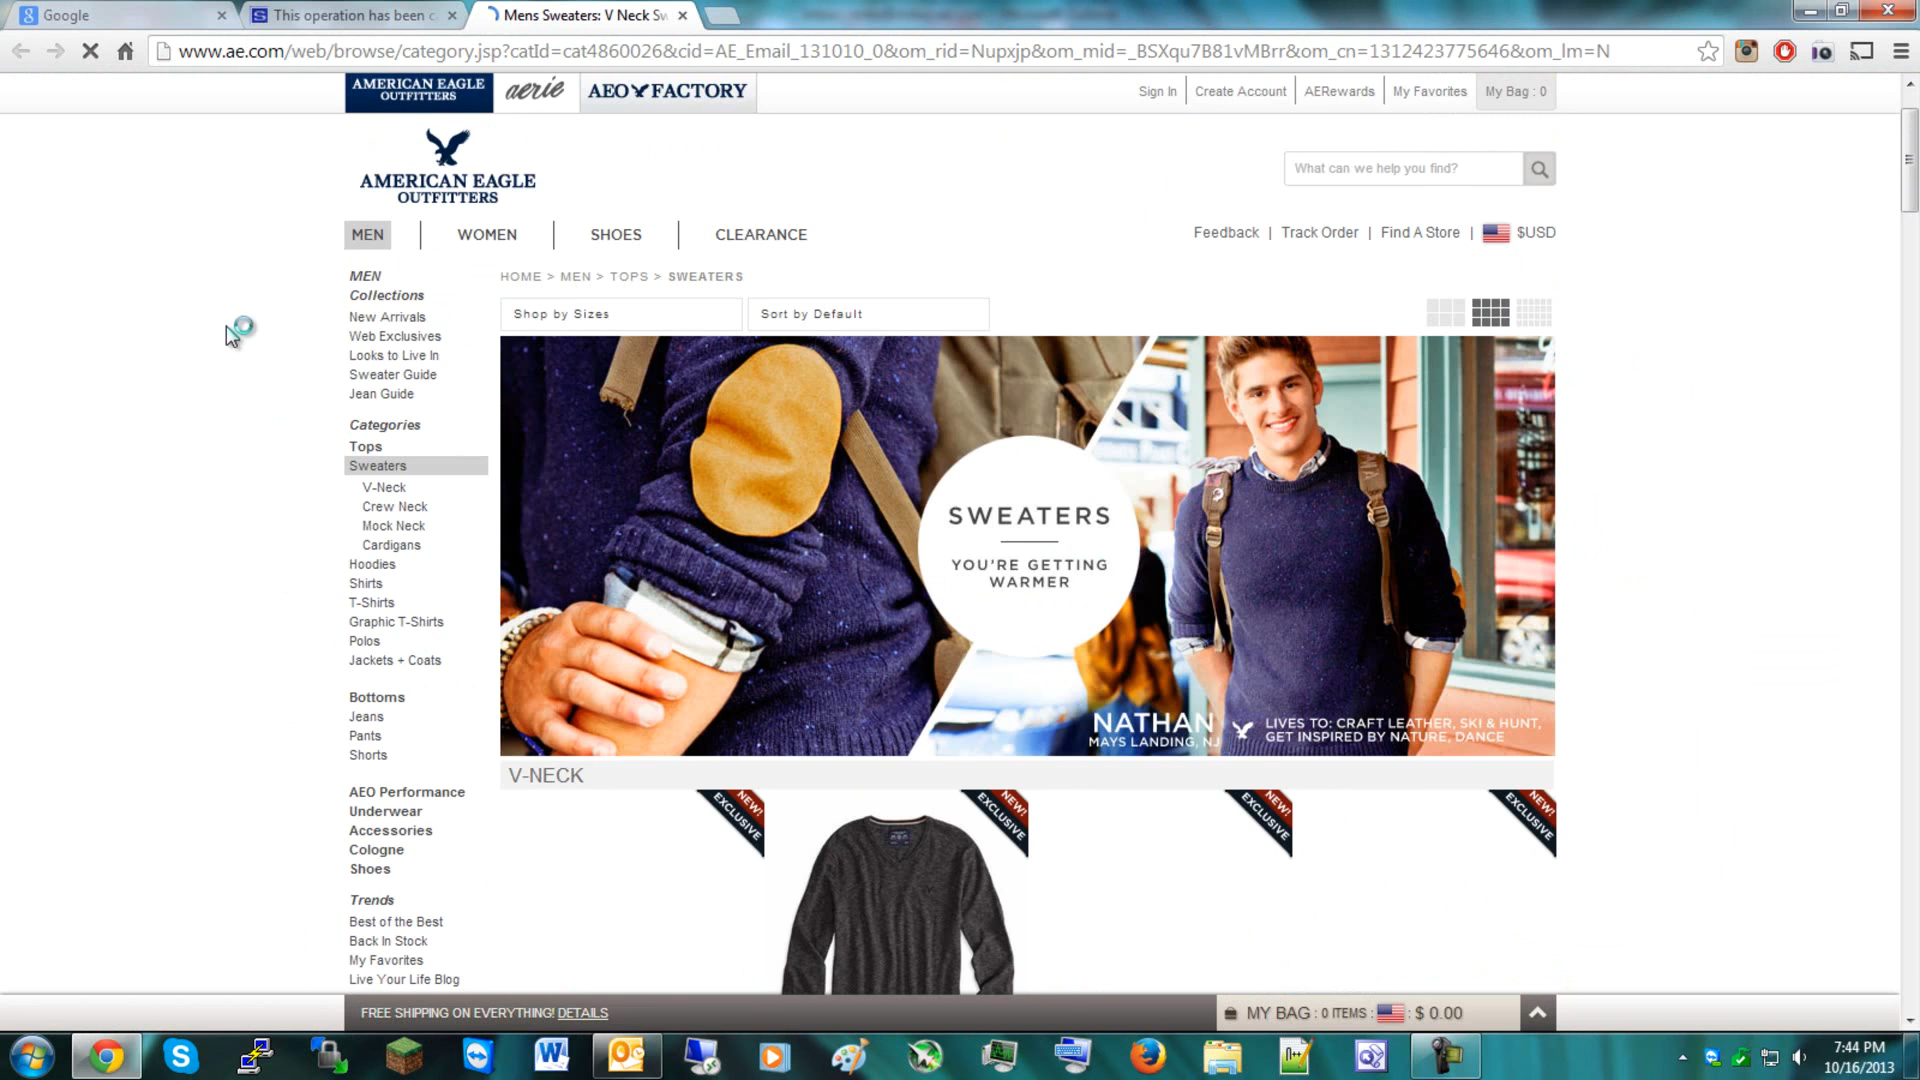 Google
This operation has been c
Mens Sweaters: V Neck Sw
www.ae.com/web/browse/category.jsp?catId=cat4860026&cid=AE_Email_131010_0&om_rid=Nupxjp&om_mid=_BSXqu7B81vMBrr&om_cn=1312423775646&om_lm=N
AMERICAN EAGLE
OUTFITTERS
aerie
AEO FACTORY
Sign In
Create Account
AERewards
My Favorites
My Bag : 0
AMERICAN EAGLE
OUTFITTERS
What can we help you find?
MEN
WOMEN
SHOES
CLEARANCE
Feedback | Track Order | Find A Store | $USD
HOME > MEN > TOPS > SWEATERS
Shop by Sizes
Sort by Default
MEN
Collections
New Arrivals
Web Exclusives
Looks to Live In
Sweater Guide
Jean Guide
Categories
Tops
Sweaters
V-Neck
Crew Neck
Mock Neck
Cardigans
Hoodies
Shirts
T-Shirts
Graphic T-Shirts
Polos
Jackets + Coats
Bottoms
Jeans
Pants
Shorts
AEO Performance
Underwear
Accessories
Cologne
Shoes
Trends
Best of the Best
Back In Stock
My Favorites
Live Your Life Blog
SWEATERS
YOU'RE GETTING
WARMER
NATHAN
MAYS LANDING, NJ
LIVES TO: CRAFT LEATHER, SKI & HUNT,
GET INSPIRED BY NATURE, DANCE
V-NECK
NEW!
EXCLUSIVE
NEW!
EXCLUSIVE
NEW!
EXCLUSIVE
NEW!
EXCLUSIVE
FREE SHIPPING ON EVERYTHING! DETAILS
MY BAG : 0 ITEMS : : $ 0.00
7:44 PM
10/16/2013